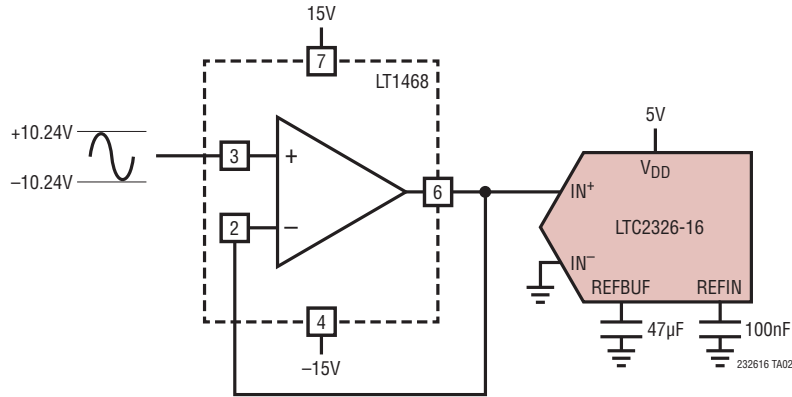 15V
7
LT1468
+10.24V
–10.24V
3
+
2
–
6
4
–15V
5V
VDD
IN+
LTC2326-16
IN–
REFBUF
REFIN
47µF
100nF
232616 TA02